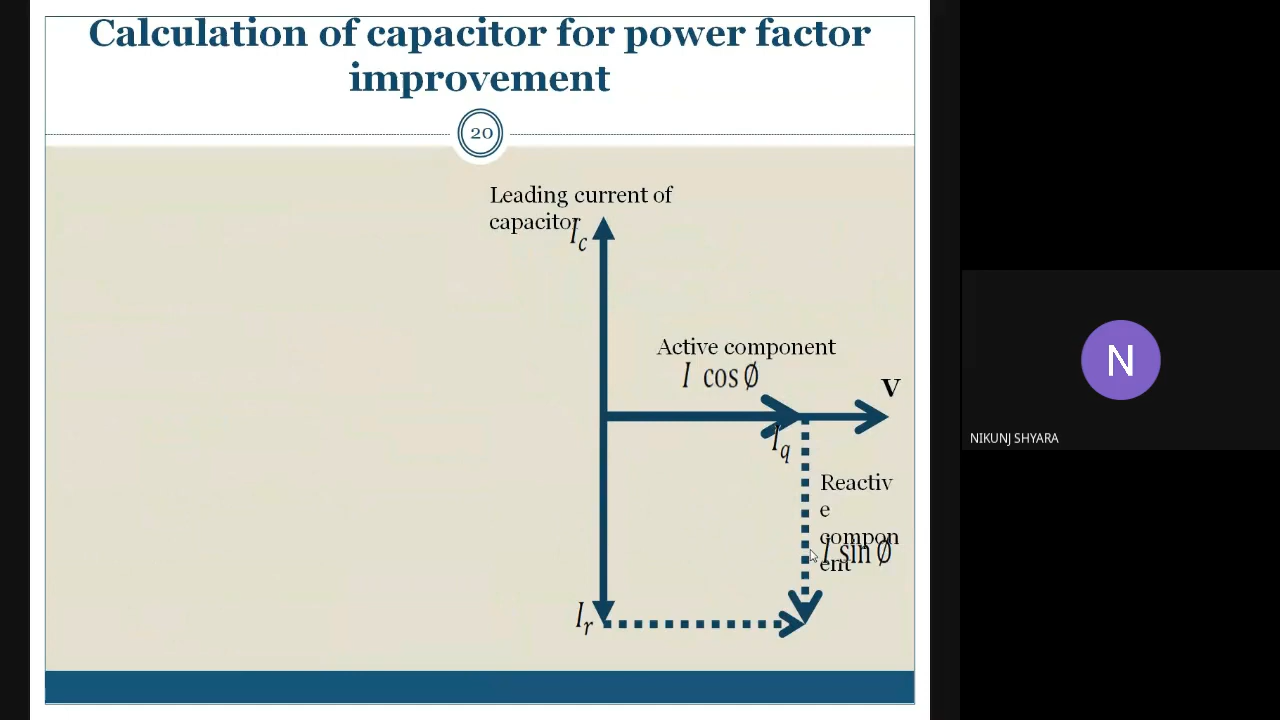 Calculation of capacitor for power factor
improvement
20
Leading current of
capacitor
I_c
Active component
I cos Ø
V
I_q
Reactiv
e
compon
ent
I sin Ø
I_r
N
NIKUNJ SHYARA